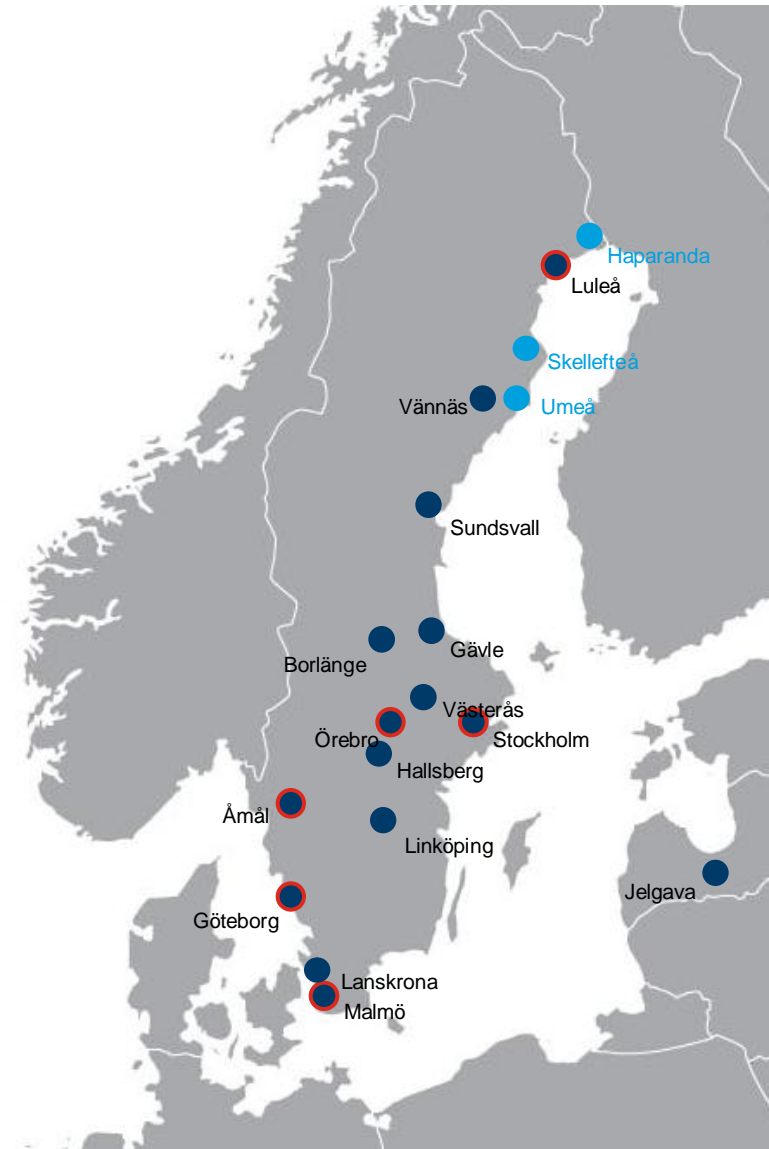 Haparanda
Luleå
Skellefteå
Vännäs
Umeå
Sundsvall
Gävle
Borlänge
Västerås
Örebro
Stockholm
Hallsberg
Åmål
Linköping
Jelgava
Göteborg
Lanskrona
Malmö